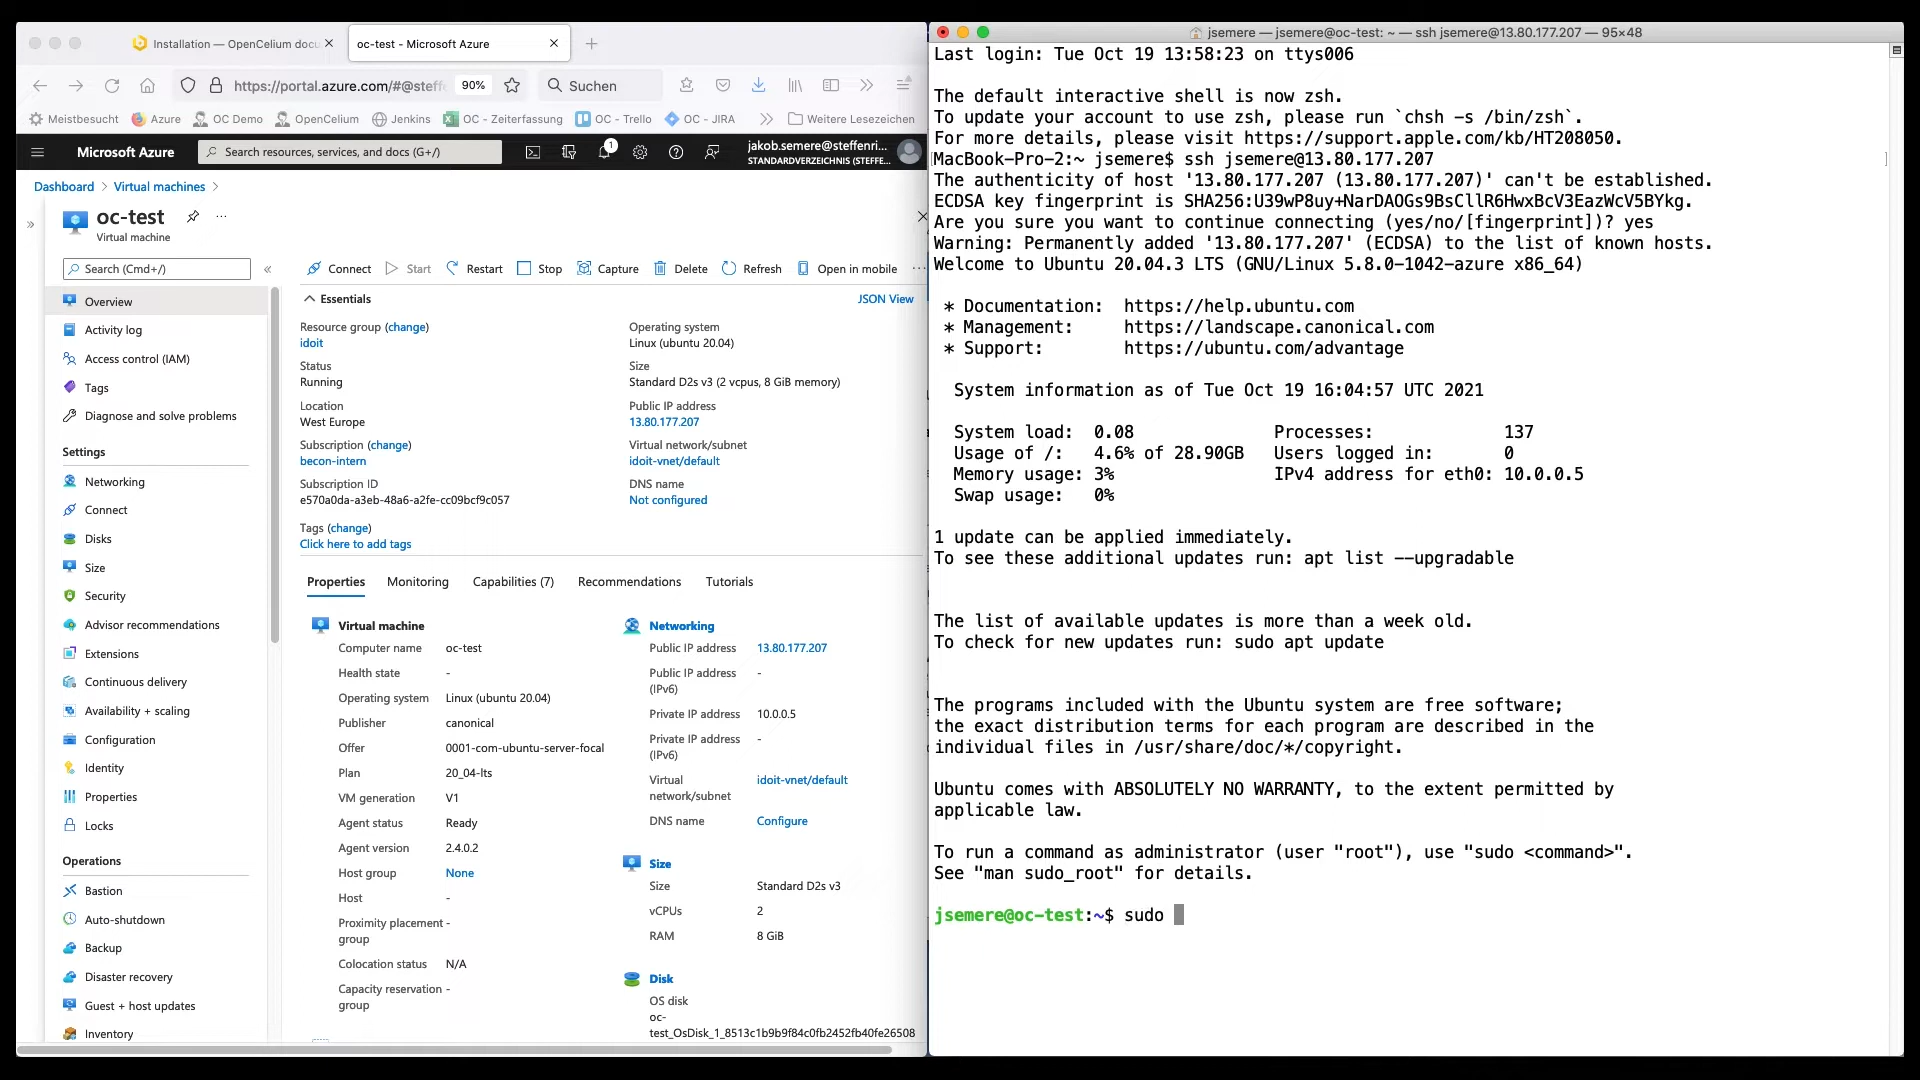 Installation — OpenCelium docu
oc-test - Microsoft Azure
https://portal.azure.com/#@steffe
90%
Suchen
Meistbesucht
Azure
OC Demo
OpenCelium
Jenkins
OC - Zeiterfassung
OC - Trello
OC - JIRA
Weitere Lesezeichen
Microsoft Azure
Search resources, services, and docs (G+/)
1
jakob.semere@steffenri...
STANDARDVERZEICHNIS (STEFFE...
Dashboard > Virtual machines >
oc-test
Virtual machine
Search (Cmd+/)
Connect
Start
Restart
Stop
Capture
Delete
Refresh
Open in mobile
Overview
Activity log
Access control (IAM)
Tags
Diagnose and solve problems
Settings
Networking
Connect
Disks
Size
Security
Advisor recommendations
Extensions
Continuous delivery
Availability + scaling
Configuration
Identity
Properties
Locks
Operations
Bastion
Auto-shutdown
Backup
Disaster recovery
Guest + host updates
Inventory
Essentials
JSON View
Resource group (change)
idoit
Status
Running
Location
West Europe
Subscription (change)
becon-intern
Subscription ID
e570a0da-a3eb-48a6-a2fe-cc09bcf9c057
Tags (change)
Click here to add tags
Operating system
Linux (ubuntu 20.04)
Size
Standard D2s v3 (2 vcpus, 8 GiB memory)
Public IP address
13.80.177.207
Virtual network/subnet
idoit-vnet/default
DNS name
Not configured
Properties
Monitoring
Capabilities (7)
Recommendations
Tutorials
Virtual machine
Computer name oc-test
Health state -
Operating system Linux (ubuntu 20.04)
Publisher canonical
Offer 0001-com-ubuntu-server-focal
Plan 20_04-lts
VM generation V1
Agent status Ready
Agent version 2.4.0.2
Host group None
Host -
Proximity placement -
group
Colocation status N/A
Capacity reservation -
group
Networking
Public IP address 13.80.177.207
Public IP address -
(IPv6)
Private IP address 10.0.0.5
Private IP address -
(IPv6)
Virtual idoit-vnet/default
network/subnet
DNS name Configure
Size
Size Standard D2s v3
vCPUs 2
RAM 8 GiB
Disk
OS disk
oc-
test_OsDisk_1_8513c1b9b9f84c0fb2452fb40fe26508
jsemere — jsemere@oc-test: ~ — ssh jsemere@13.80.177.207 — 95×48
Last login: Tue Oct 19 13:58:23 on ttys006
The default interactive shell is now zsh.
To update your account to use zsh, please run `chsh -s /bin/zsh`.
For more details, please visit https://support.apple.com/kb/HT208050.
MacBook-Pro-2:~ jsemere$ ssh jsemere@13.80.177.207
The authenticity of host '13.80.177.207 (13.80.177.207)' can't be established.
ECDSA key fingerprint is SHA256:U39wP8uy+NarDAOGs9BsCllR6HwxBcV3EazWcV5BYkg.
Are you sure you want to continue connecting (yes/no/[fingerprint])? yes
Warning: Permanently added '13.80.177.207' (ECDSA) to the list of known hosts.
Welcome to Ubuntu 20.04.3 LTS (GNU/Linux 5.8.0-1042-azure x86_64)
* Documentation: https://help.ubuntu.com
* Management: https://landscape.canonical.com
* Support: https://ubuntu.com/advantage
System information as of Tue Oct 19 16:04:57 UTC 2021
System load: 0.08 Processes: 137
Usage of /: 4.6% of 28.90GB Users logged in: 0
Memory usage: 3% IPv4 address for eth0: 10.0.0.5
Swap usage: 0%
1 update can be applied immediately.
To see these additional updates run: apt list --upgradable
The list of available updates is more than a week old.
To check for new updates run: sudo apt update
The programs included with the Ubuntu system are free software;
the exact distribution terms for each program are described in the
individual files in /usr/share/doc/*/copyright.
Ubuntu comes with ABSOLUTELY NO WARRANTY, to the extent permitted by
applicable law.
To run a command as administrator (user "root"), use "sudo <command>".
See "man sudo_root" for details.
jsemere@oc-test:~$ sudo